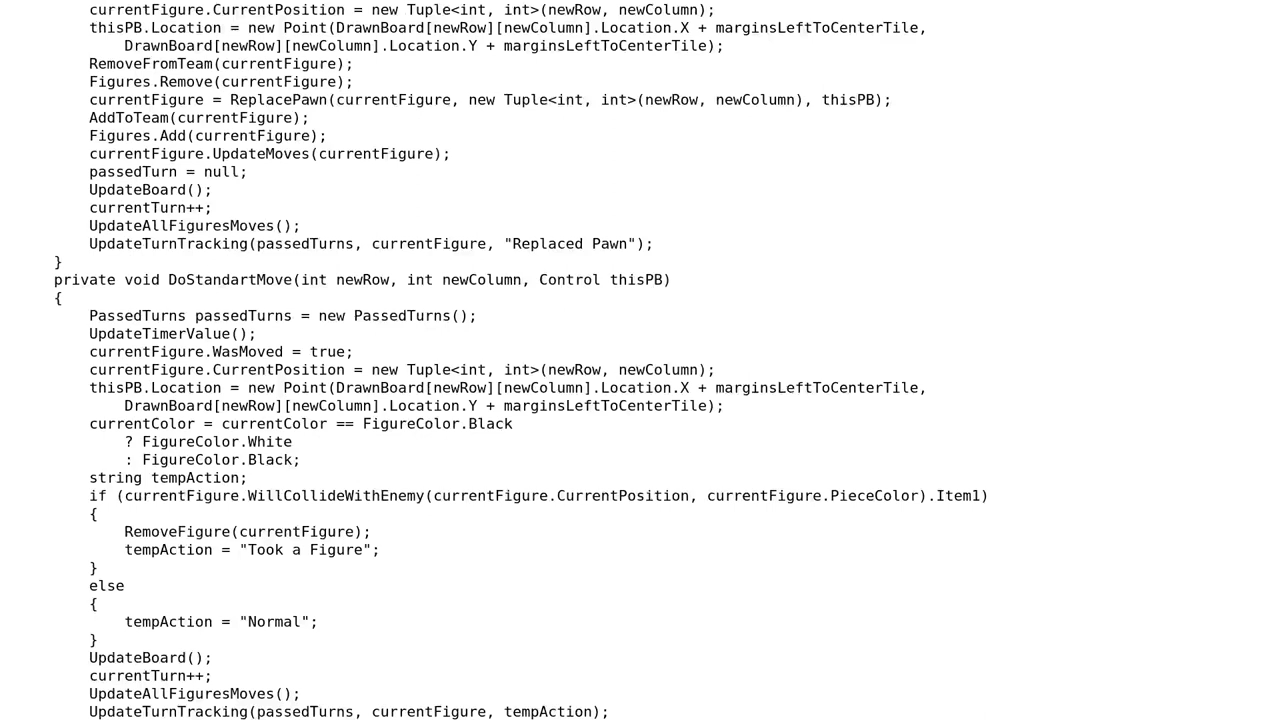 currentFigure.CurrentPosition = new Tuple<int, int>(newRow, newColumn);
thisPB.Location = new Point(DrawnBoard[newRow][newColumn].Location.X + marginsLeftToCenterTile,
DrawnBoard[newRow][newColumn].Location.Y + marginsLeftToCenterTile);
RemoveFromTeam(currentFigure);
Figures.Remove(currentFigure);
currentFigure = ReplacePawn(currentFigure, new Tuple<int, int>(newRow, newColumn), thisPB);
AddToTeam(currentFigure);
Figures.Add(currentFigure);
currentFigure.UpdateMoves(currentFigure);
passedTurn = null;
UpdateBoard();
currentTurn++;
UpdateAllFiguresMoves();
UpdateTurnTracking(passedTurns, currentFigure, "Replaced Pawn");
}
private void DoStandartMove(int newRow, int newColumn, Control thisPB)
{
PassedTurns passedTurns = new PassedTurns();
UpdateTimerValue();
currentFigure.WasMoved = true;
currentFigure.CurrentPosition = new Tuple<int, int>(newRow, newColumn);
thisPB.Location = new Point(DrawnBoard[newRow][newColumn].Location.X + marginsLeftToCenterTile,
DrawnBoard[newRow][newColumn].Location.Y + marginsLeftToCenterTile);
currentColor = currentColor == FigureColor.Black
? FigureColor.White
: FigureColor.Black;
string tempAction;
if (currentFigure.WillCollideWithEnemy(currentFigure.CurrentPosition, currentFigure.PieceColor).Item1)
{
RemoveFigure(currentFigure);
tempAction = "Took a Figure";
}
else
{
tempAction = "Normal";
}
UpdateBoard();
currentTurn++;
UpdateAllFiguresMoves();
UpdateTurnTracking(passedTurns, currentFigure, tempAction);